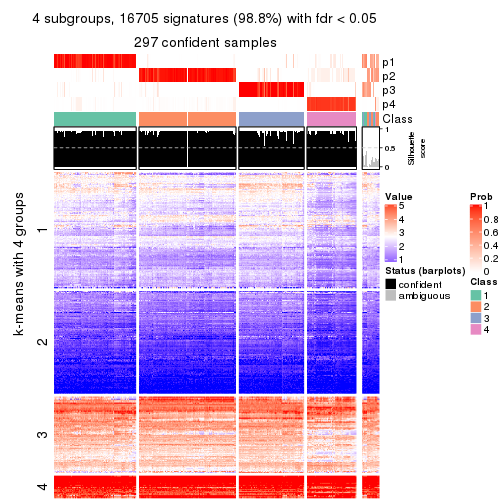 4 subgroups, 16705 signatures (98.8%) with fdr < 0.05
297 confident samples
p1
p2
p3
p4
Class
1
0.5
0
Silhouette
score
k-means with 4 groups
1
2
3
4
Value
5
4
3
2
1
Status (barplots)
confident
ambiguous
Prob
1
0.8
0.6
0.4
0.2
0
Class
1
2
3
4